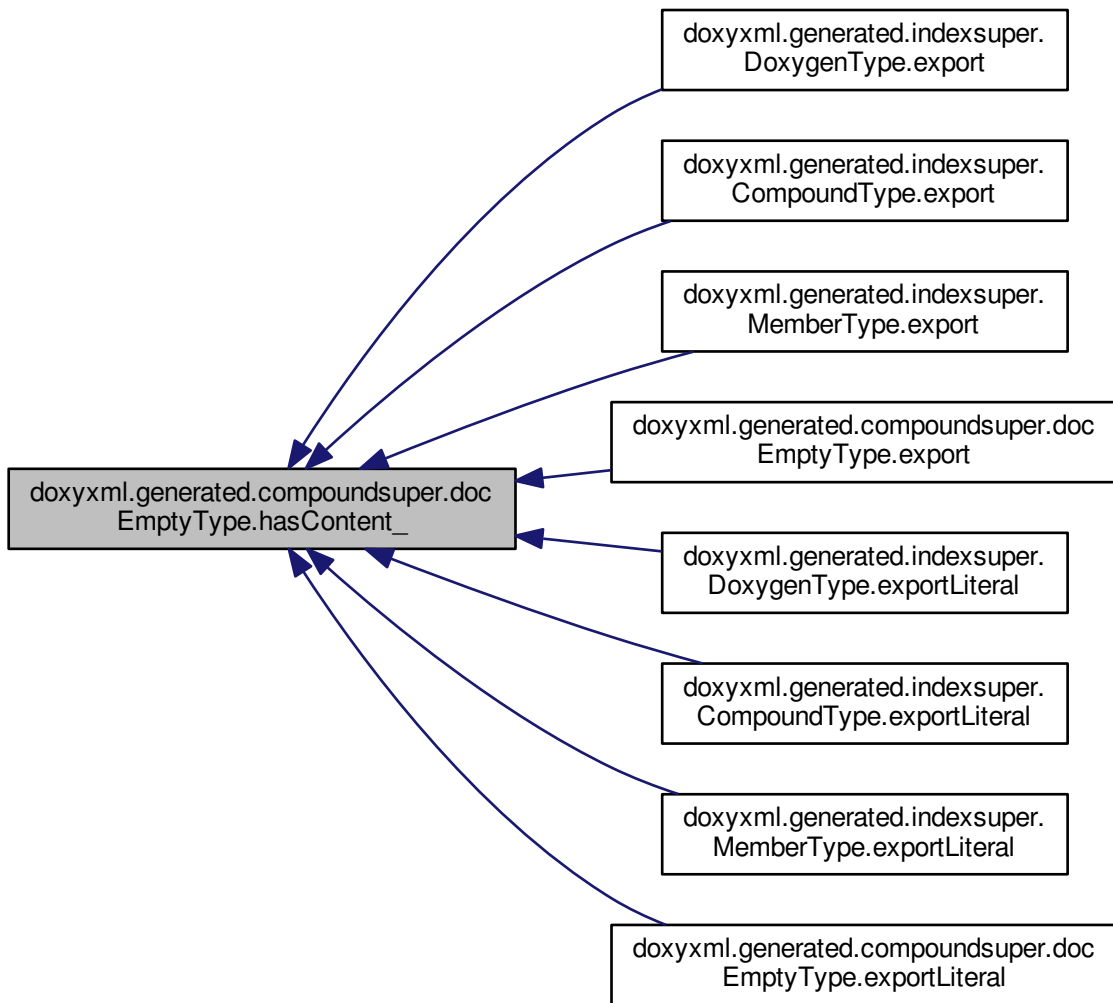 doxyxml.generated.indexsuper.
DoxygenType.export
doxyxml.generated.indexsuper.
CompoundType.export
doxyxml.generated.indexsuper.
MemberType.export
doxyxml.generated.compoundsuper.doc
EmptyType.export
doxyxml.generated.compoundsuper.doc
EmptyType.hasContent_
doxyxml.generated.indexsuper.
DoxygenType.exportLiteral
doxyxml.generated.indexsuper.
CompoundType.exportLiteral
doxyxml.generated.indexsuper.
MemberType.exportLiteral
doxyxml.generated.compoundsuper.doc
EmptyType.exportLiteral